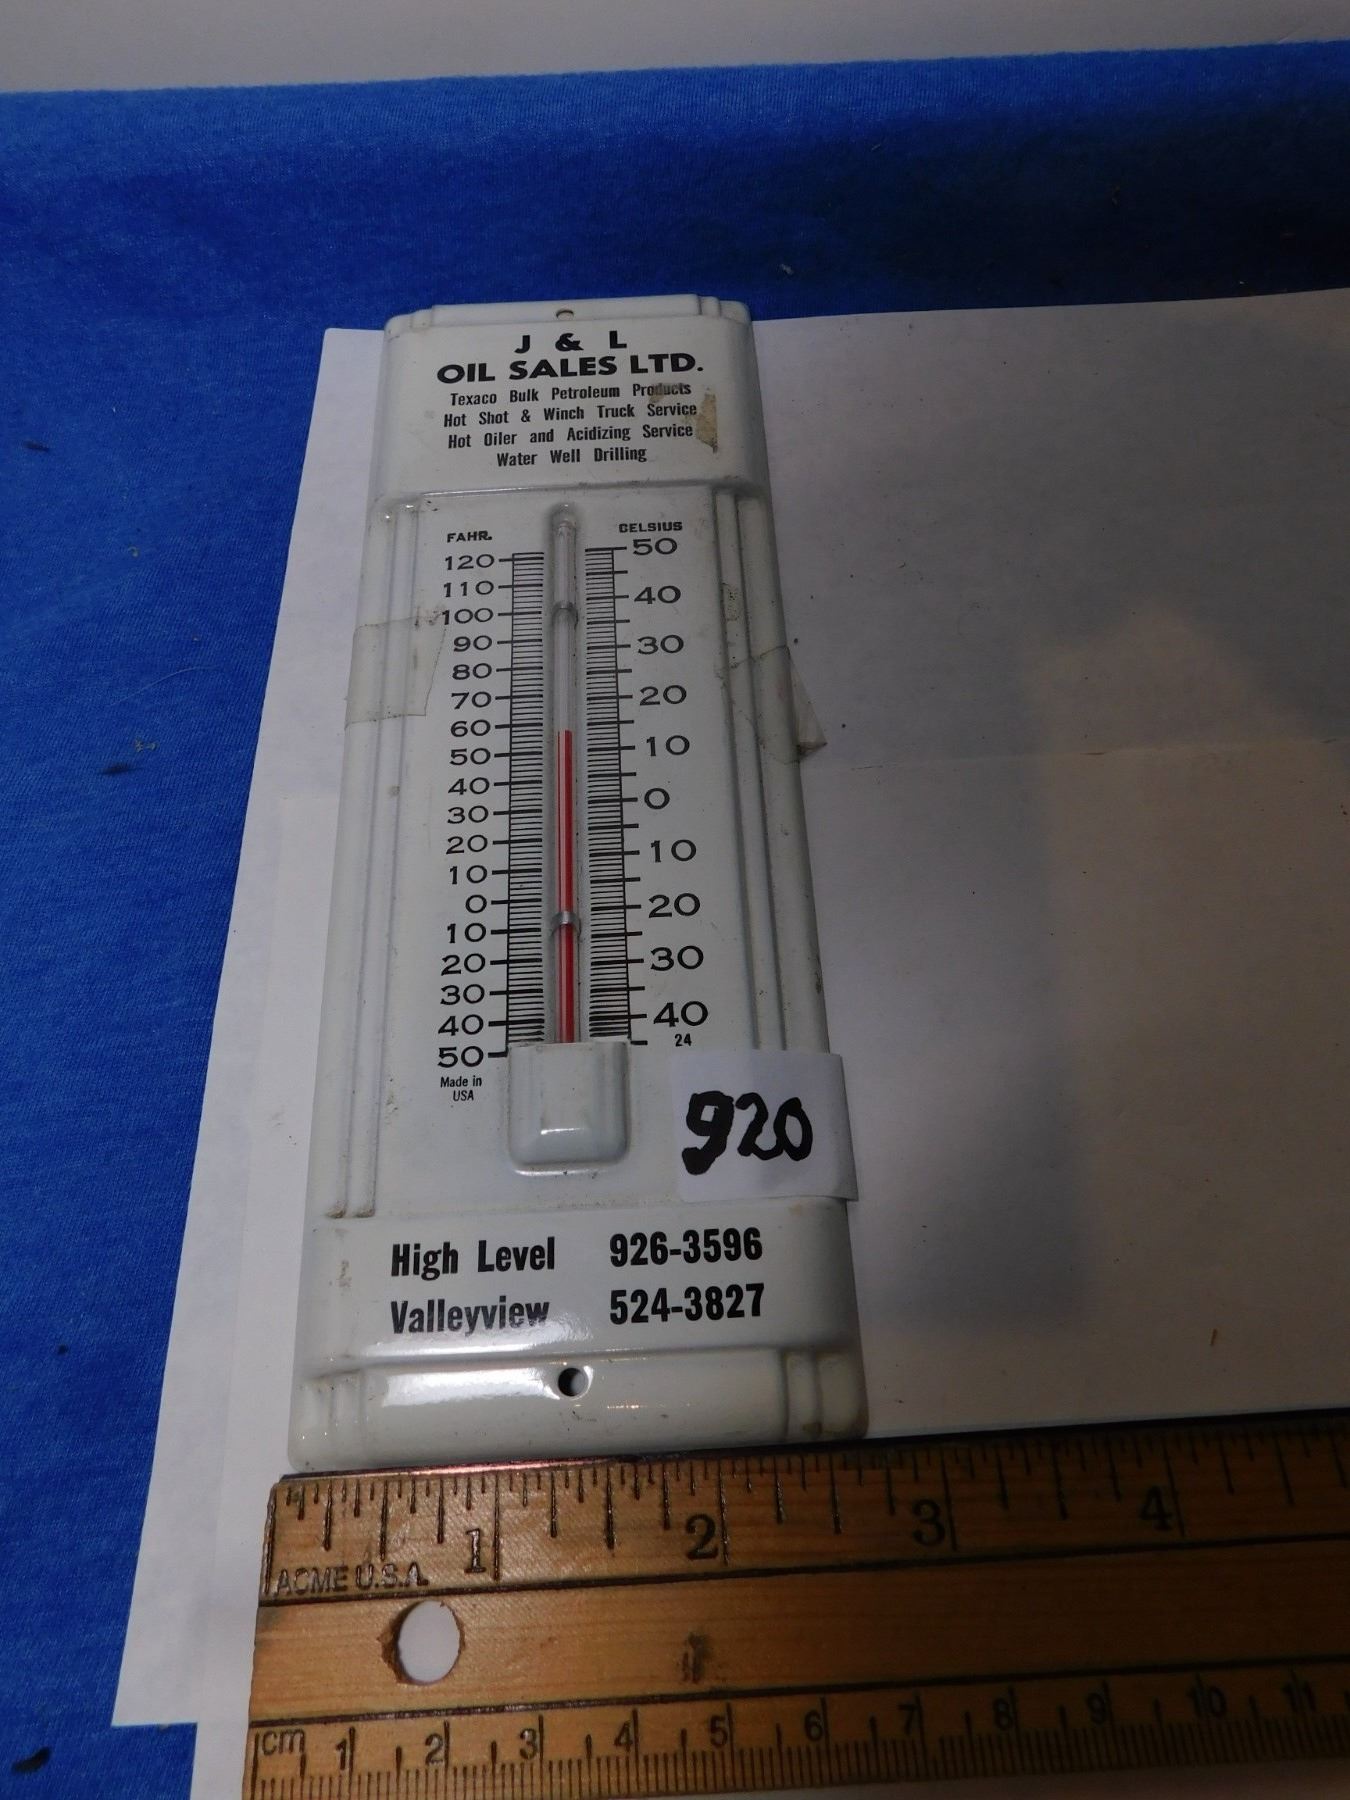 J & L
OIL SALES LTD.
Texaco Bulk Petroleum Products
Hot Shot & Winch Truck Service
Hot Oiler and Acidizing Service
Water Well Drilling
FAHR. CELSIUS
120 50
110 40
100
90 30
80
70 20
60
50 10
40
30 0
20
10 10
0 20
10
20 30
30
40 40
50 24
Made in
USA
920
High Level 926-3596
Valleyview 524-3827
1 2 3 4
ACME U.S.A.
cm 1 2 3 4 5 6 7 8 9 10 11